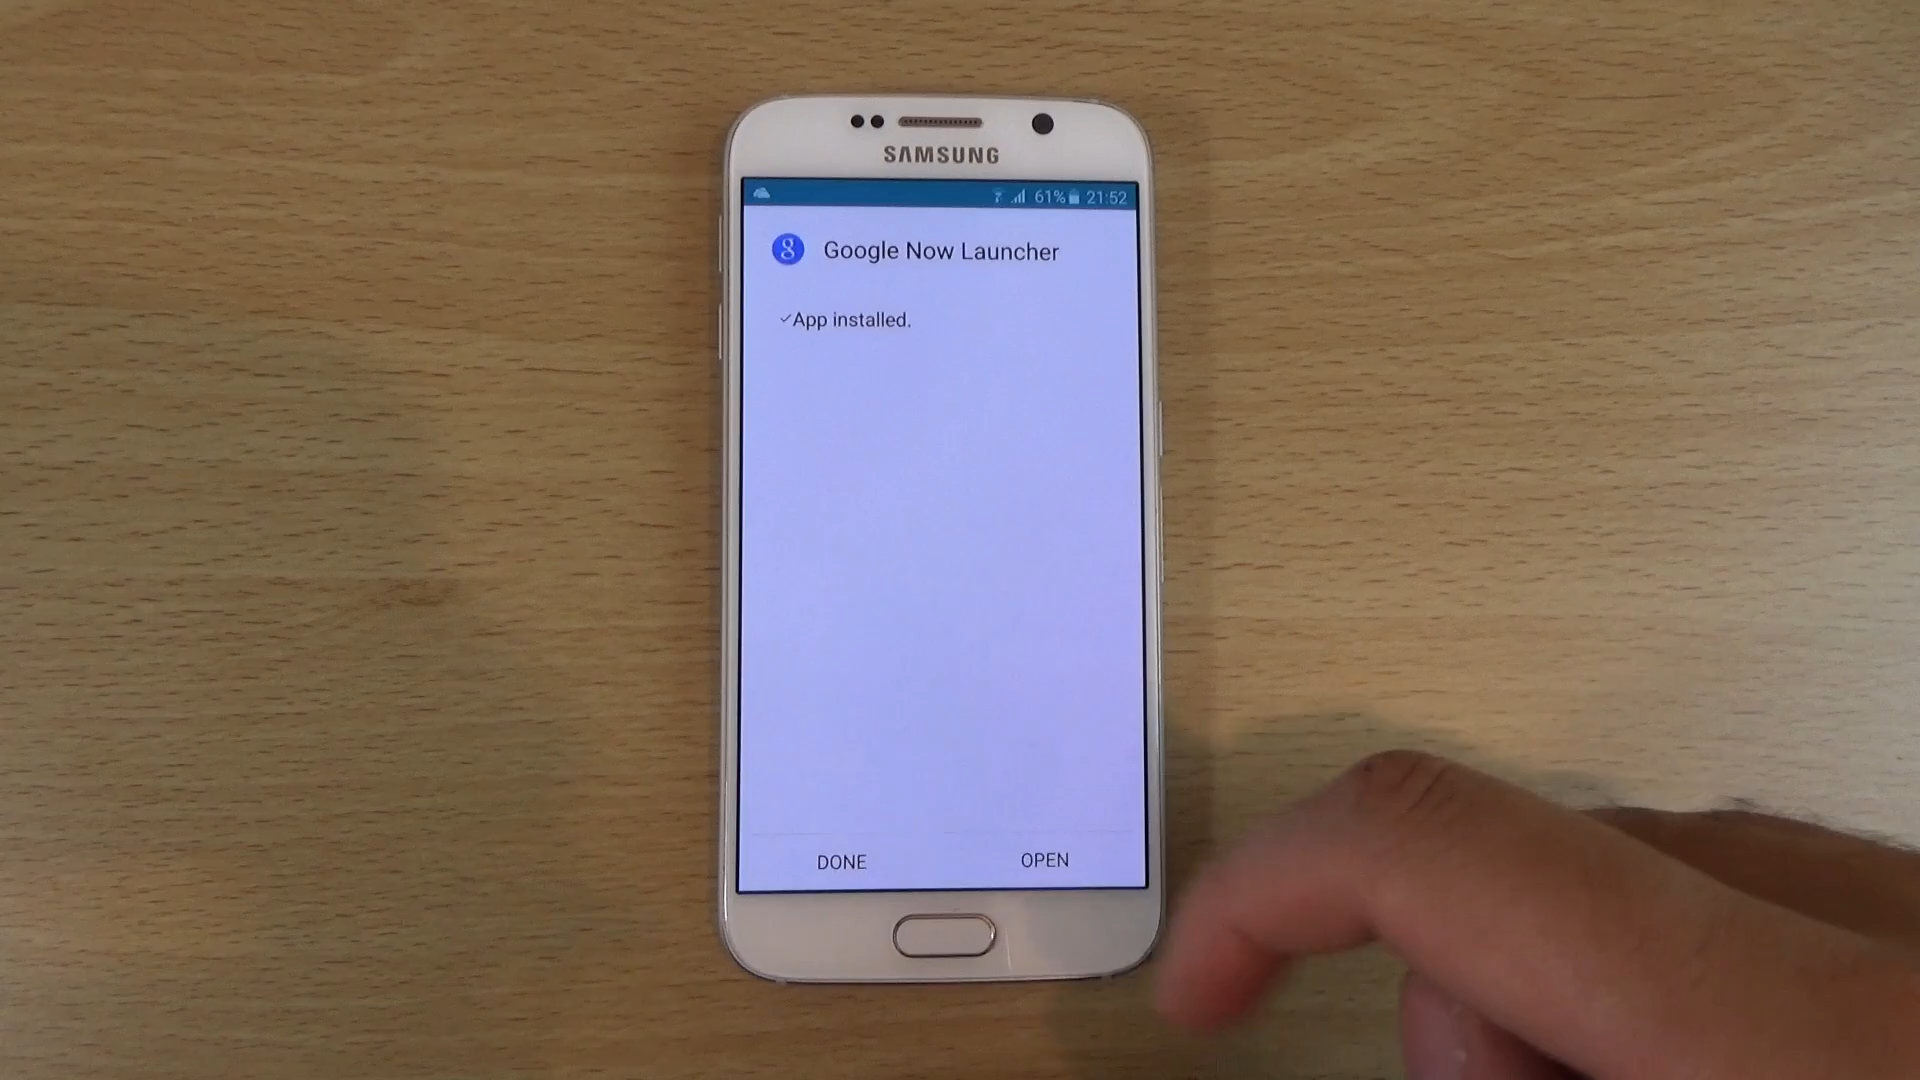 SAMSUNG
61% 21:52
g Google Now Launcher
✓App installed.
DONE OPEN